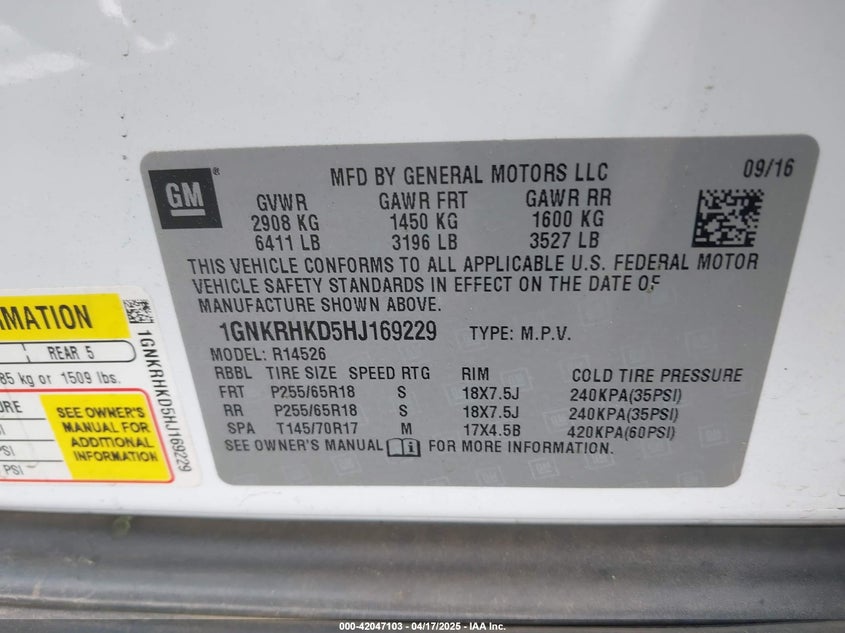 GM ®
MFD BY GENERAL MOTORS LLC 09/16
GVWR GAWR FRT GAWR RR
2908 KG 1450 KG 1600 KG
6411 LB 3196 LB 3527 LB
THIS VEHICLE CONFORMS TO ALL APPLICABLE U.S. FEDERAL MOTOR
VEHICLE SAFETY STANDARDS IN EFFECT ON THE DATE OF
MANUFACTURE SHOWN ABOVE.
1GNKRHKD5HJ169229 TYPE: M.P.V.
MODEL: R14526
RBBL TIRE SIZE SPEED RTG RIM COLD TIRE PRESSURE
FRT P255/65R18 S 18X7.5J 240KPA(35PSI)
RR P255/65R18 S 18X7.5J 240KPA(35PSI)
SPA T145/70R17 M 17X4.5B 420KPA(60PSI)
SEE OWNER'S MANUAL i FOR MORE INFORMATION.
REAR 5
kg or 1509 lbs.
SEE OWNER'S
MANUAL FOR
ADDITIONAL
INFORMATION
PSI
1GNKRHKD5HJ169229
000-42047103 - 04/17/2025 - IAA Inc.